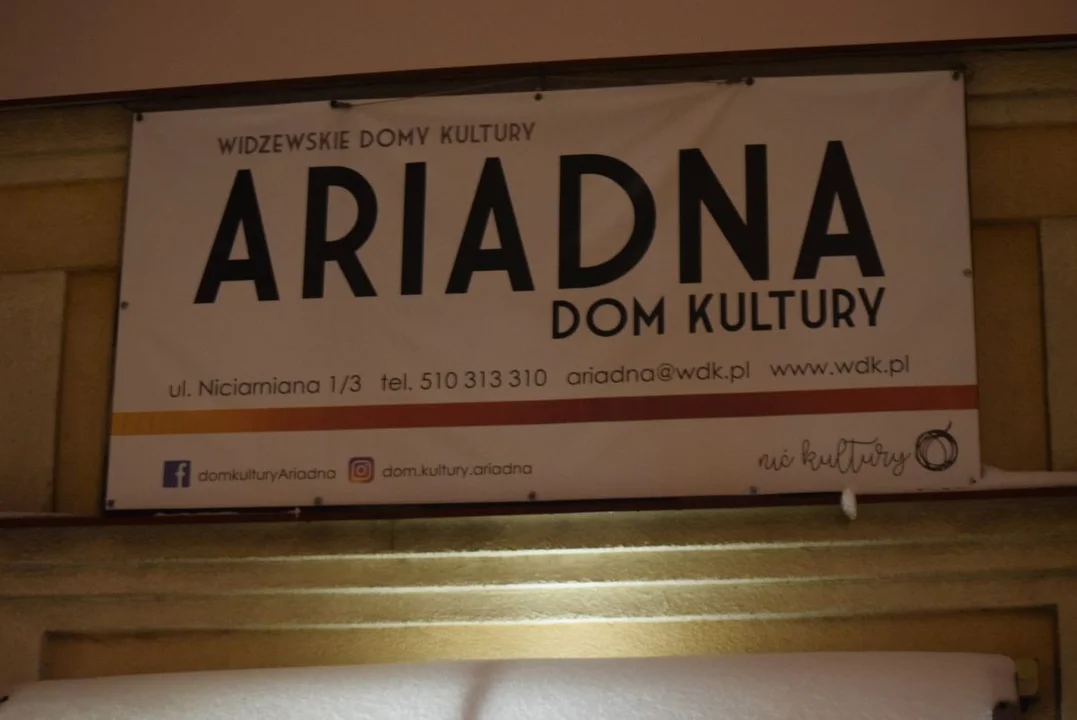 WIDZEWSKIE DOMY KULTURY
ARIADNA
DOM KULTURY
ul. Niciarniana 1/3 tel. 510 313 310 ariadna@wdk.pl www.wdk.pl
domkulturyAriadna dom.kultury.ariadna
nić kultury